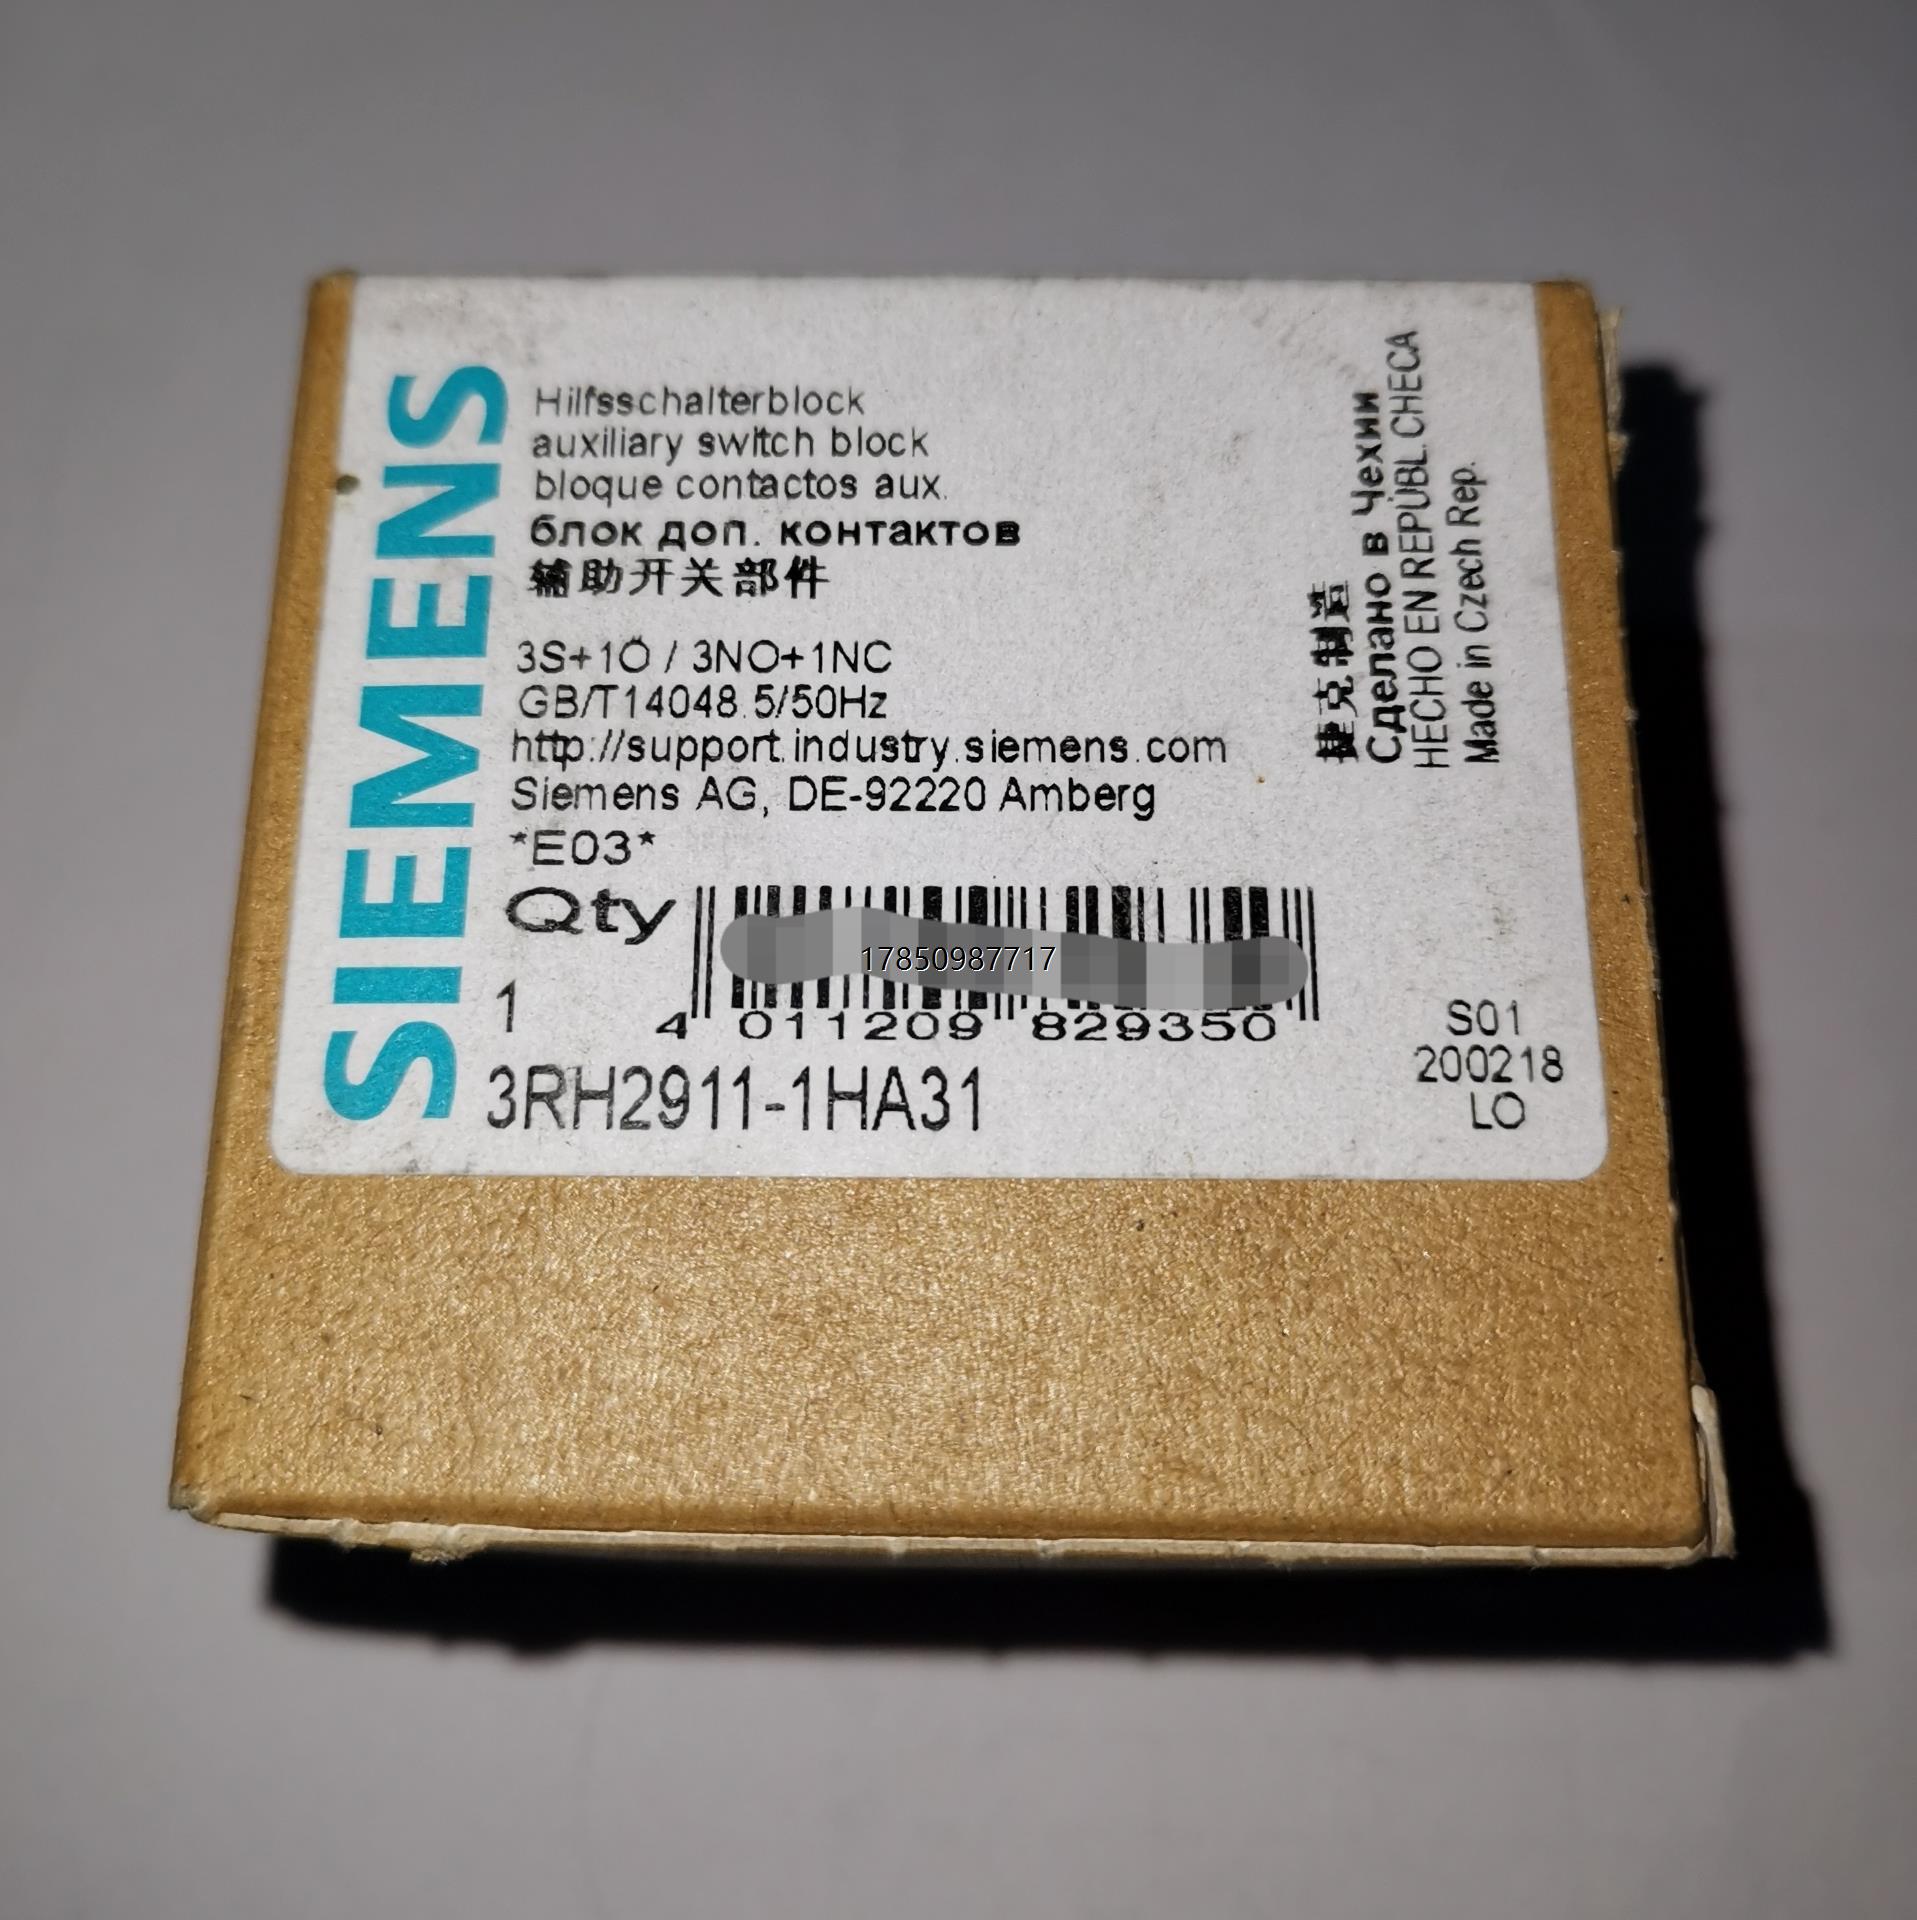 SIEMENS
Hilfsschalterblock
auxiliary switch block
bloque contactos aux.
блок доп. контактов
辅助开关部件
3S+1Ö / 3NO+1NC
GB/T14048.5/50Hz
http://support.industry.siemens.com
Siemens AG, DE-92220 Amberg
*E03*
Qty
1
17850987717
4 011209 829350
3RH2911-1HA31
捷克制造
Сделано в Чехии
HECHO EN REPÚBL.CHECA
Made in Czech Rep.
S01
200218
LO